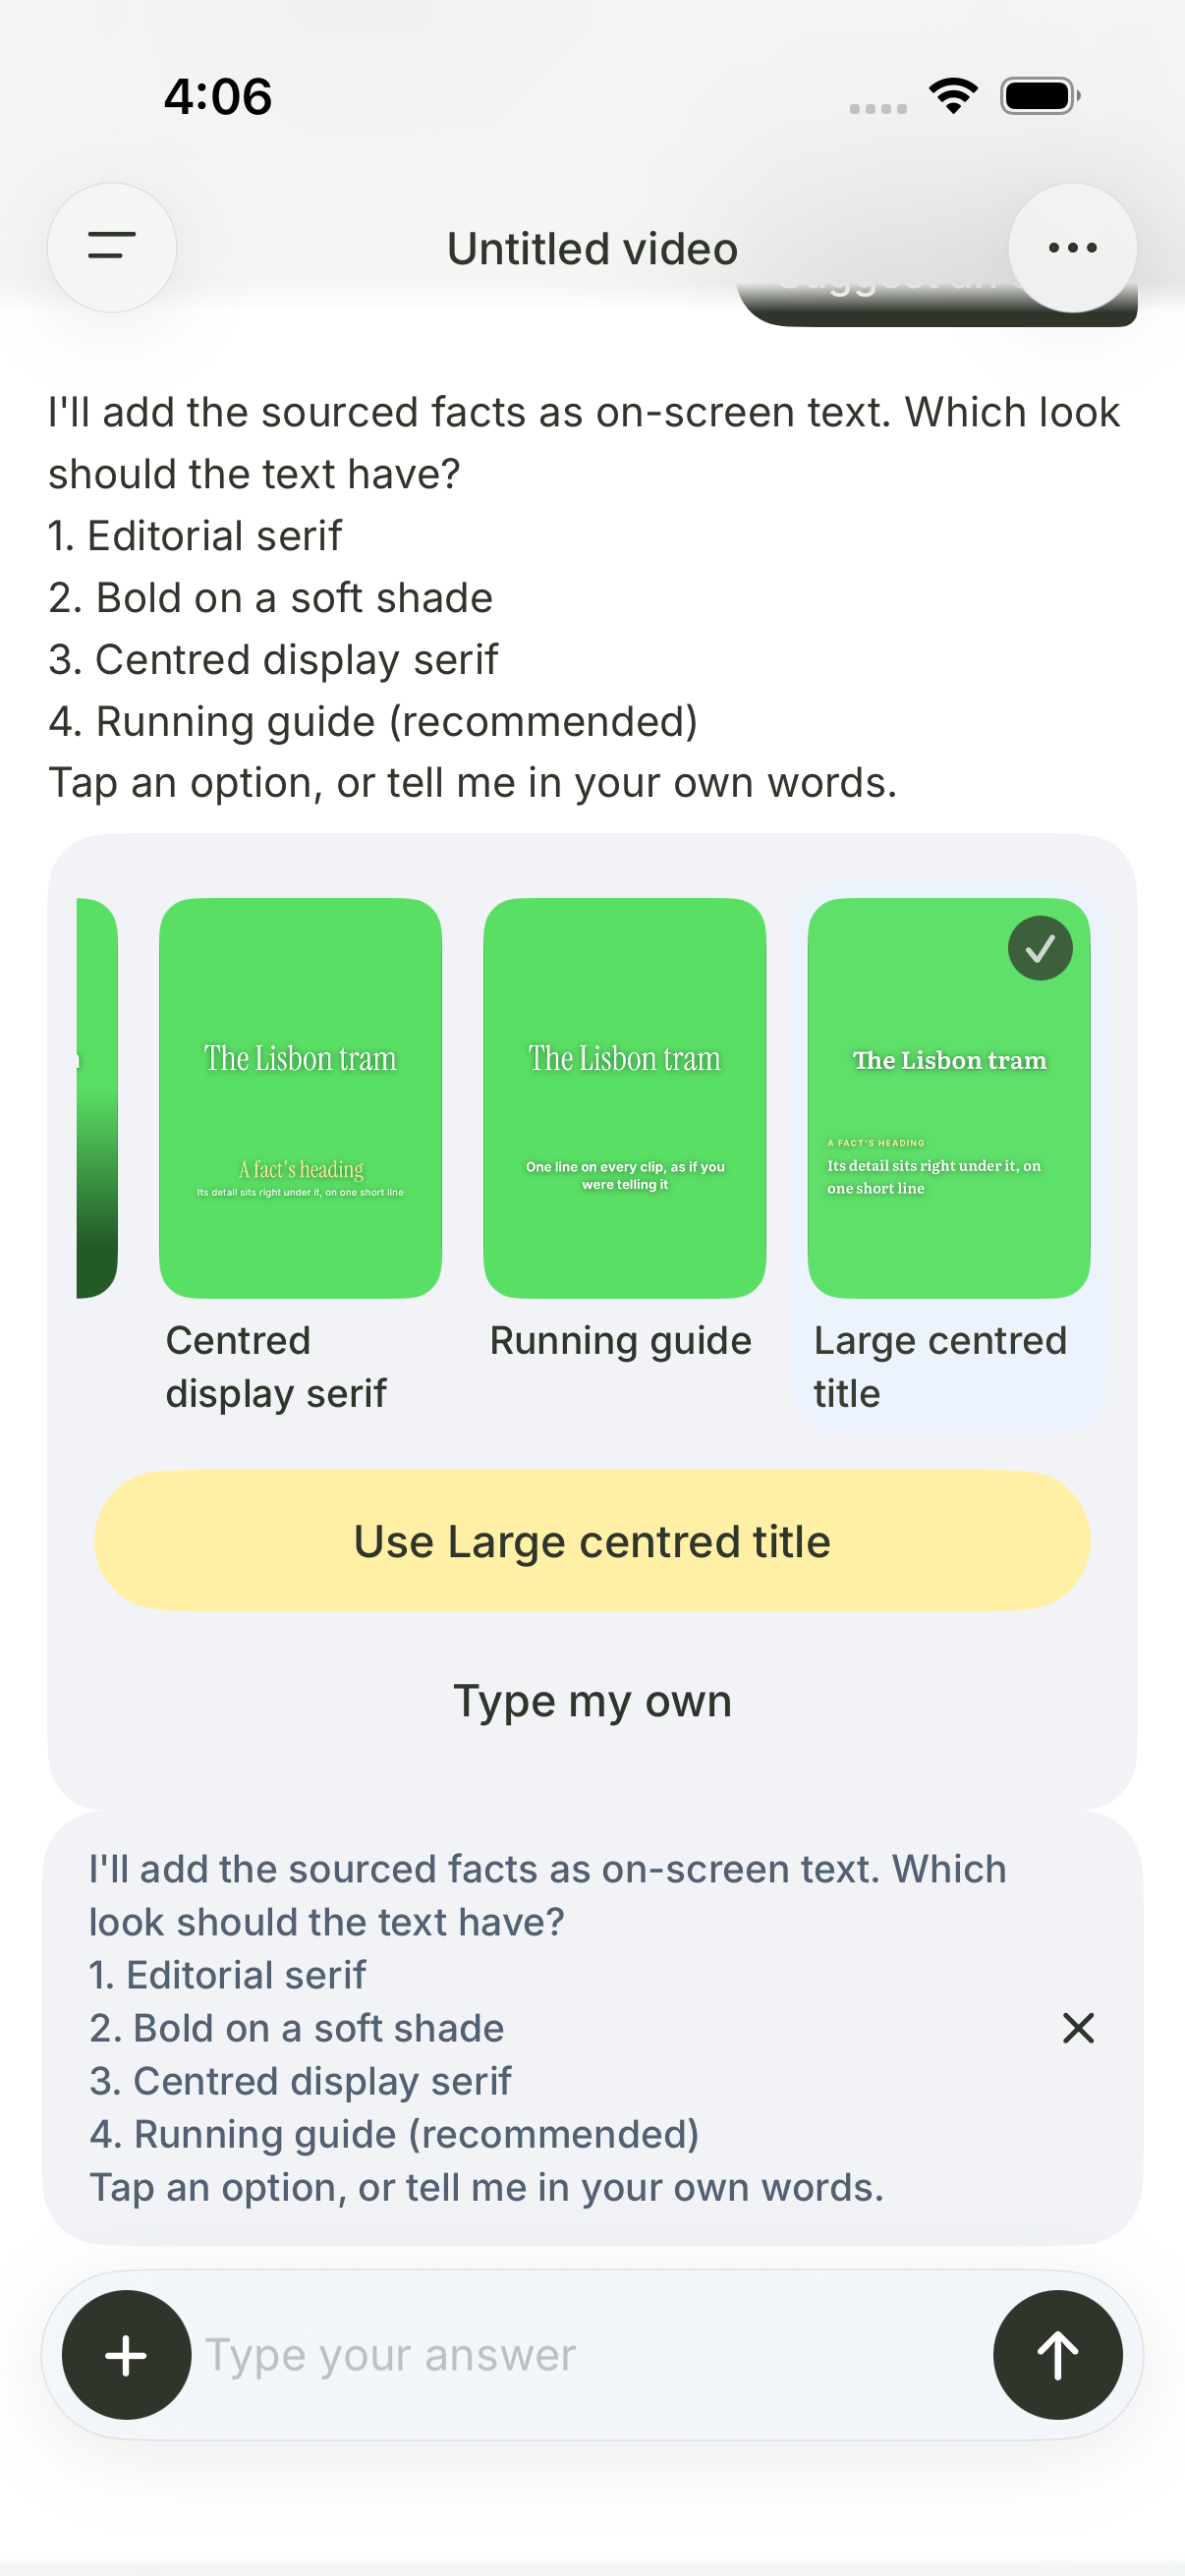 4:06
Untitled video
I'll add the sourced facts as on-screen text. Which look
should the text have?
1. Editorial serif
2. Bold on a soft shade
3. Centred display serif
4. Running guide (recommended)
Tap an option, or tell me in your own words.
The Lisbon tram
A fact's heading
Its detail sits right under it, on one short line
The Lisbon tram
One line on every clip, as if you
were telling it
The Lisbon tram
A FACT'S HEADING
Its detail sits right under it, on
one short line
Centred
display serif
Running guide
Large centred
title
Use Large centred title
Type my own
I'll add the sourced facts as on-screen text. Which
look should the text have?
1. Editorial serif
2. Bold on a soft shade
3. Centred display serif
4. Running guide (recommended)
Tap an option, or tell me in your own words.
Type your answer